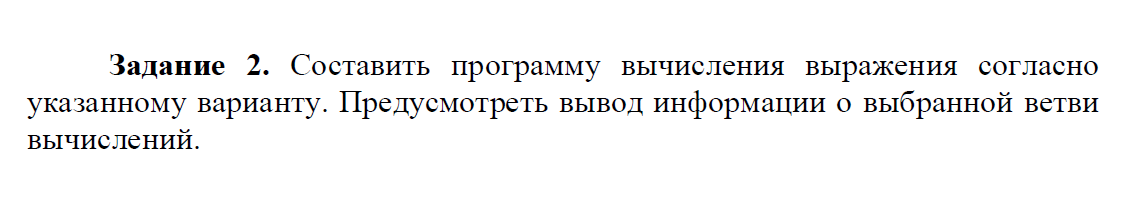 Задание 2. Составить программу вычисления выражения согласно
указанному варианту. Предусмотреть вывод информации о выбранной ветви
вычислений.